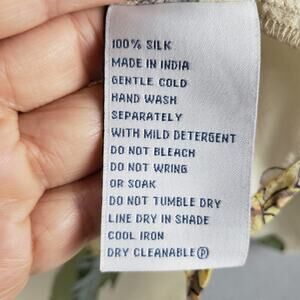 100% SILK
MADE IN INDIA
GENTLE COLD
HAND WASH
SEPARATELY
WITH MILD DETERGENT
DO NOT BLEACH
DO NOT WRING
OR SOAK
DO NOT TUMBLE DRY
LINE DRY IN SHADE
COOL IRON
DRY CLEANABLE Ⓟ